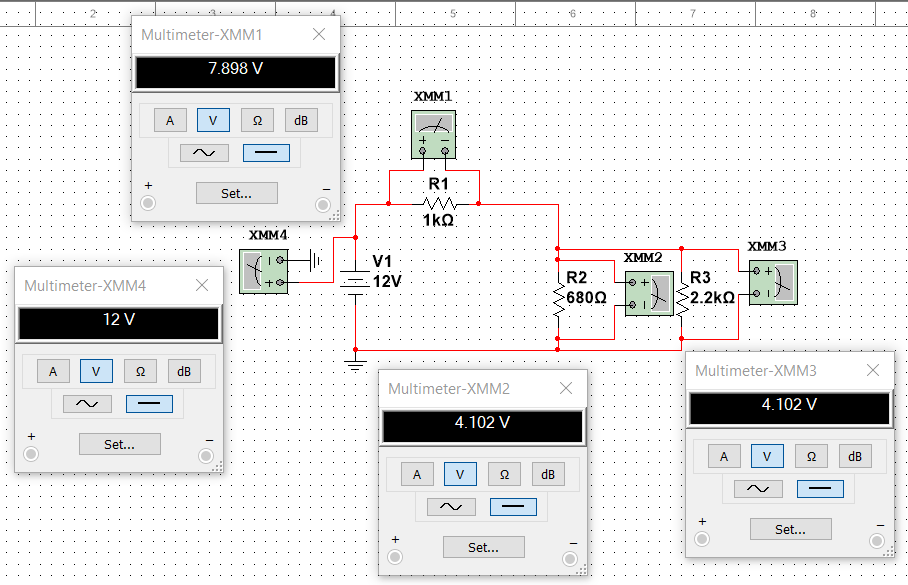 2
3
4
5
6
7
8
Multimeter-XMM1
7.898 V
A V Ω dB
Set...
+ −
XMM1
+ −
R1
1kΩ
XMM4
+
V1
12V
Multimeter-XMM4
12 V
A V Ω dB
Set...
+ −
XMM2
+
R2
680Ω
R3
2.2kΩ
XMM3
+
Multimeter-XMM2
4.102 V
A V Ω dB
Set...
+ −
Multimeter-XMM3
4.102 V
A V Ω dB
Set...
+ −